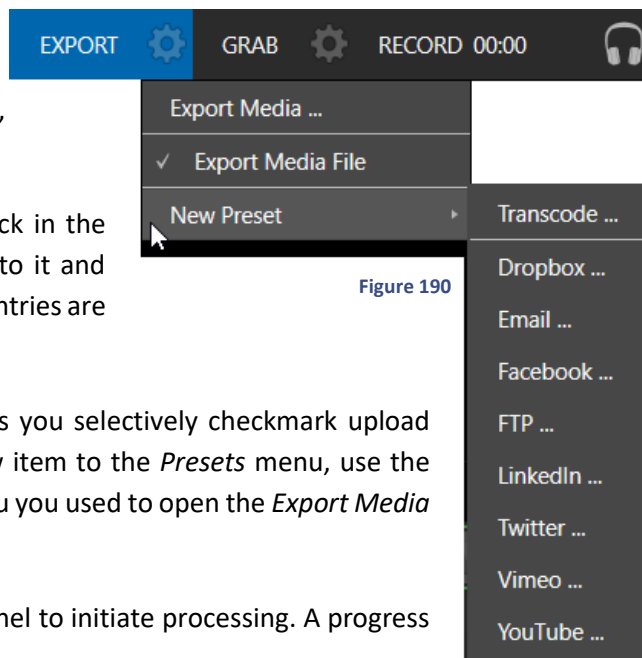 EXPORT GRAB RECORD 00:00
Export Media ...
,
✓ Export Media File
ck in the
New Preset
Transcode ...
to it and
Figure 190
Dropbox ...
ntries are
Email ...
Facebook ...
s you selectively checkmark upload
FTP ...
w item to the Presets menu, use the
LinkedIn ...
u you used to open the Export Media
Twitter ...
Vimeo ...
nel to initiate processing. A progress
YouTube ...